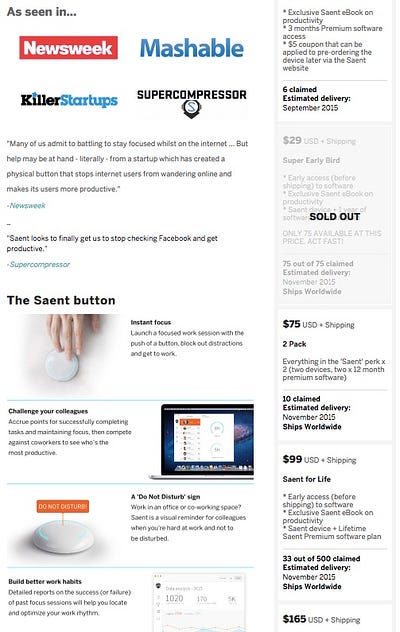 As seen in...
Newsweek
Mashable
KillerStartups
SUPERCOMPRESSOR
S
"Many of us admit to battling to stay focused whilst on the internet ... But
help may be at hand - literally - from a startup which has created a
physical button that stops internet users from wandering online and
makes its users more productive."
-Newsweek
--
"Saent looks to finally get us to stop checking Facebook and get
productive."
-Supercompressor
The Saent button
Instant focus
Launch a focused work session with the
push of a button, block out distractions
and get to work.
Challenge your colleagues
Accrue points for successfully completing
tasks and maintaining focus, then compete
against coworkers to see who's the
most productive.
DO NOT DISTURB!
A 'Do Not Disturb' sign
Work in an office or co-working space?
Saent is a visual reminder for colleagues
when you're hard at work and not to
be disturbed.
Build better work habits
Detailed reports on the success (or failure)
of past focus sessions will help you locate
and optimize your work rhythm.
1020
170
5K
* Exclusive Saent eBook on
productivity
* 3 months Premium software
access
* $5 coupon that can be
applied to pre-ordering the
device later via the Saent
website
6 claimed
Estimated delivery:
September 2015
$29 USD + Shipping
Super Early Bird
* Early access (before
shipping) to software
* Exclusive Saent eBook on
productivity
* Saent device + 1 year of
SOLD OUT
ONLY 75 AVAILABLE AT THIS
PRICE. ACT FAST!
75 out of 75 claimed
Estimated delivery:
November 2015
Ships Worldwide
$75 USD + Shipping
2 Pack
Everything in the 'Saent' perk x
2 (two devices, two x 12 month
premium software)
10 claimed
Estimated delivery:
November 2015
Ships Worldwide
$99 USD + Shipping
Saent for Life
* Early access (before
shipping) to software
* Exclusive Saent eBook on
productivity
* Saent device + Lifetime
Saent Premium software plan
33 out of 500 claimed
Estimated delivery:
November 2015
Ships Worldwide
$165 USD + Shipping